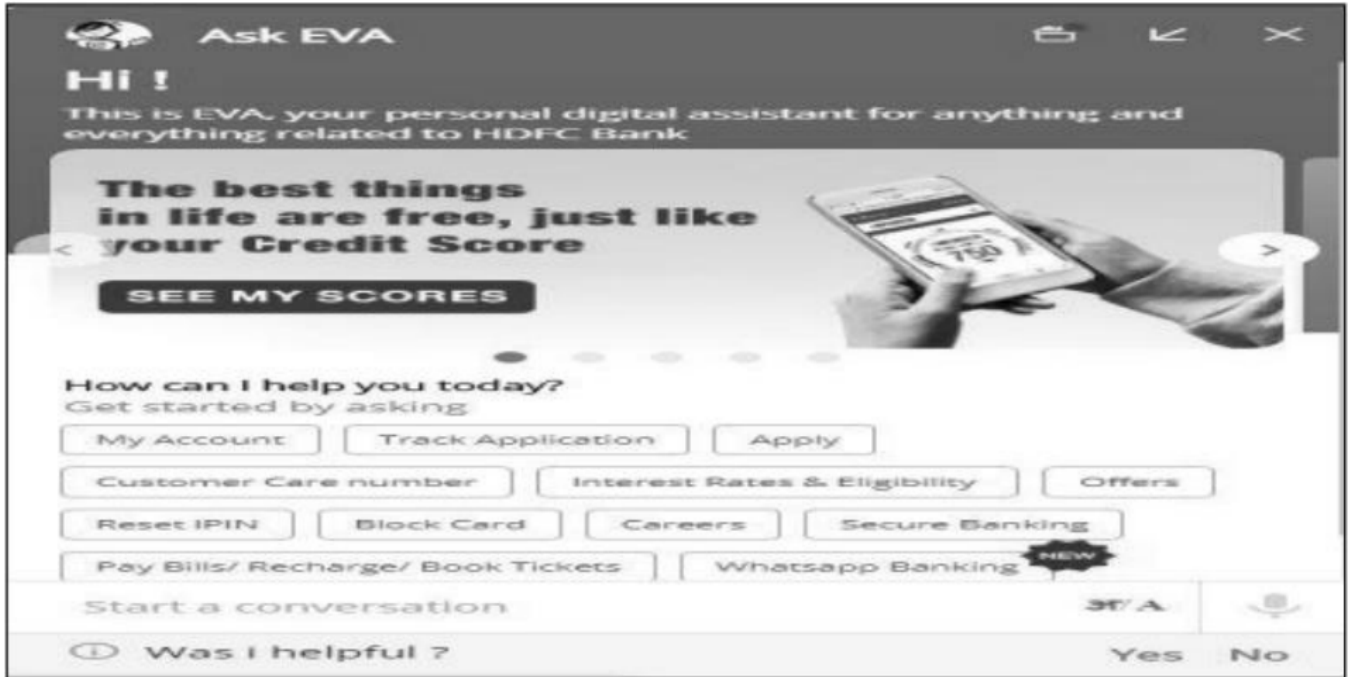 Ask EVA
Hi !
This is EVA, your personal digital assistant for anything and
everything related to HDFC Bank
The best things
in life are free, just like
your Credit Score
750
SEE MY SCORES
How can I help you today?
Get started by asking
My Account Track Application Apply
Customer Care number Interest Rates & Eligibility Offers
Reset IPIN Block Card Careers Secure Banking
NEW
Pay Bills/ Recharge/ Book Tickets Whatsapp Banking
Start a conversation अ/A
Was I helpful ? Yes No